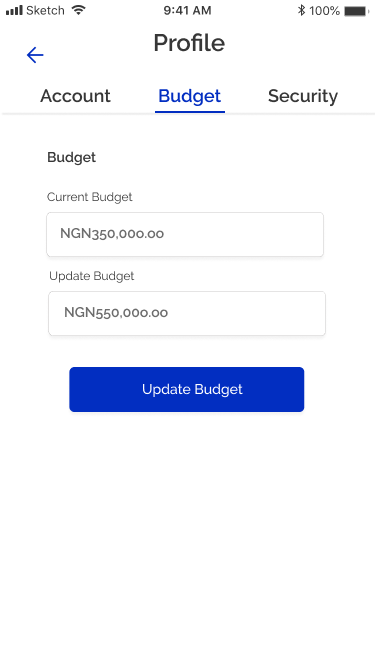 Sketch 9:41 AM 100%
Profile
Account Budget Security
Budget
Current Budget
NGN350,000.00
Update Budget
NGN550,000.00
Update Budget